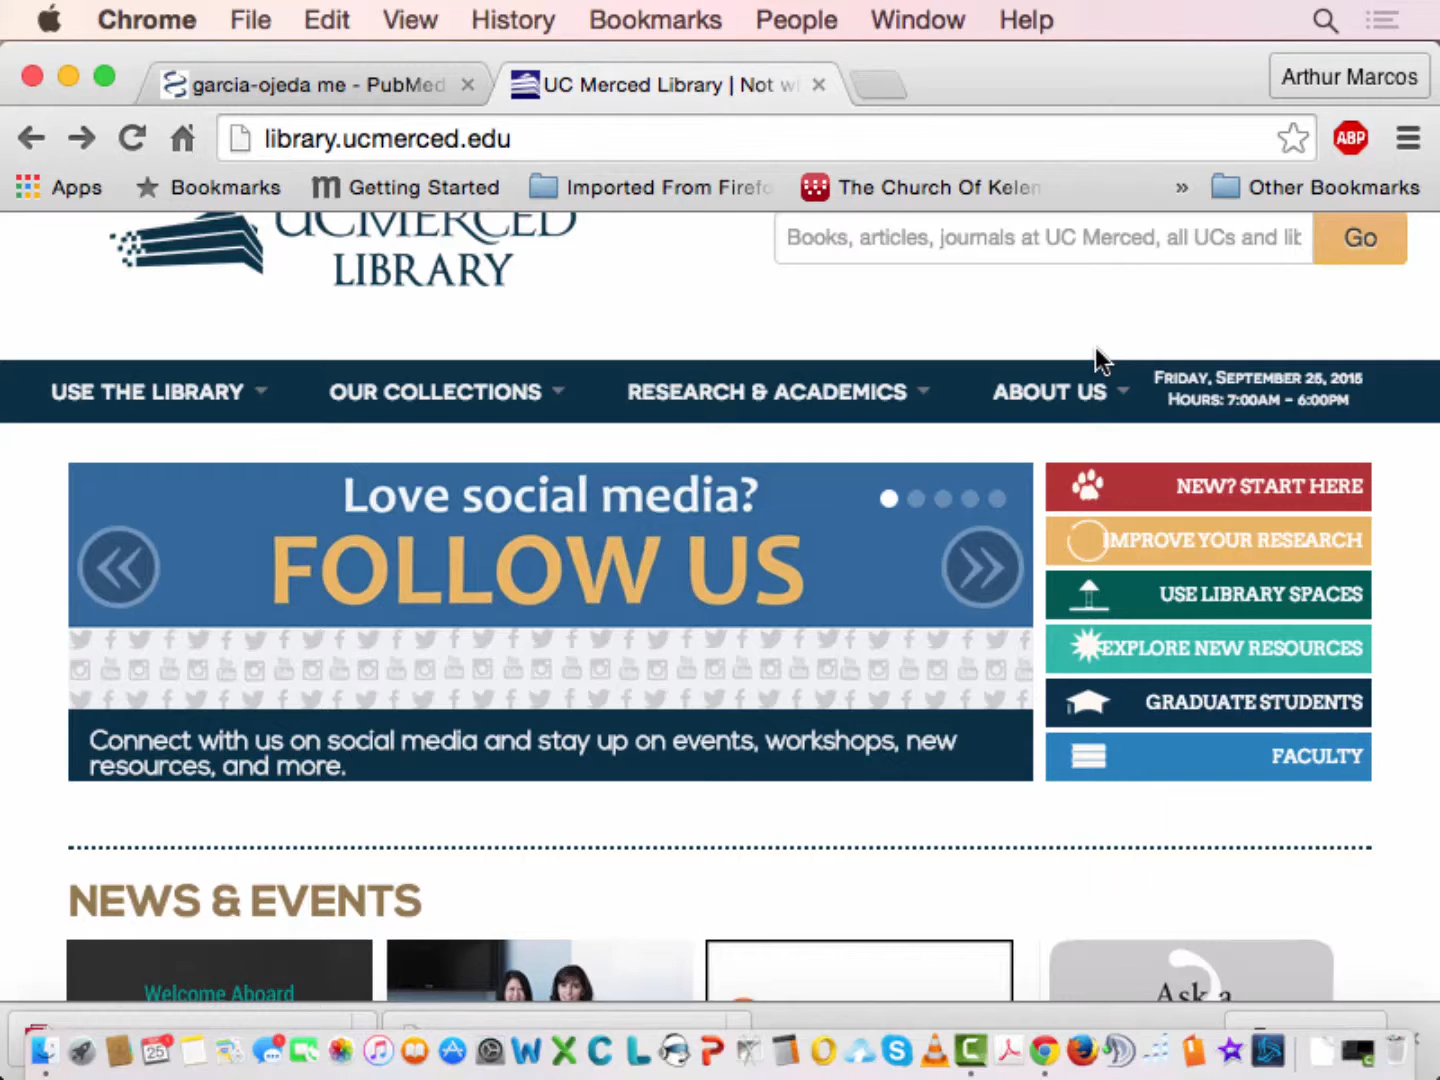 Chrome File Edit View History Bookmarks People Window Help
garcia-ojeda me - PubMed
UC Merced Library | Not w
Arthur Marcos
library.ucmerced.edu
ABP
Apps Bookmarks Getting Started Imported From Firefo The Church Of Kelen » Other Bookmarks
UC MERCED
LIBRARY
Books, articles, journals at UC Merced, all UCs and lib
Go
USE THE LIBRARY
OUR COLLECTIONS
RESEARCH & ACADEMICS
ABOUT US
FRIDAY, SEPTEMBER 25, 2015
HOURS: 7:00AM - 6:00PM
Love social media?
FOLLOW US
Connect with us on social media and stay up on events, workshops, new
resources, and more.
NEW? START HERE
IMPROVE YOUR RESEARCH
USE LIBRARY SPACES
EXPLORE NEW RESOURCES
GRADUATE STUDENTS
FACULTY
NEWS & EVENTS
Welcome Aboard
Ask a
25